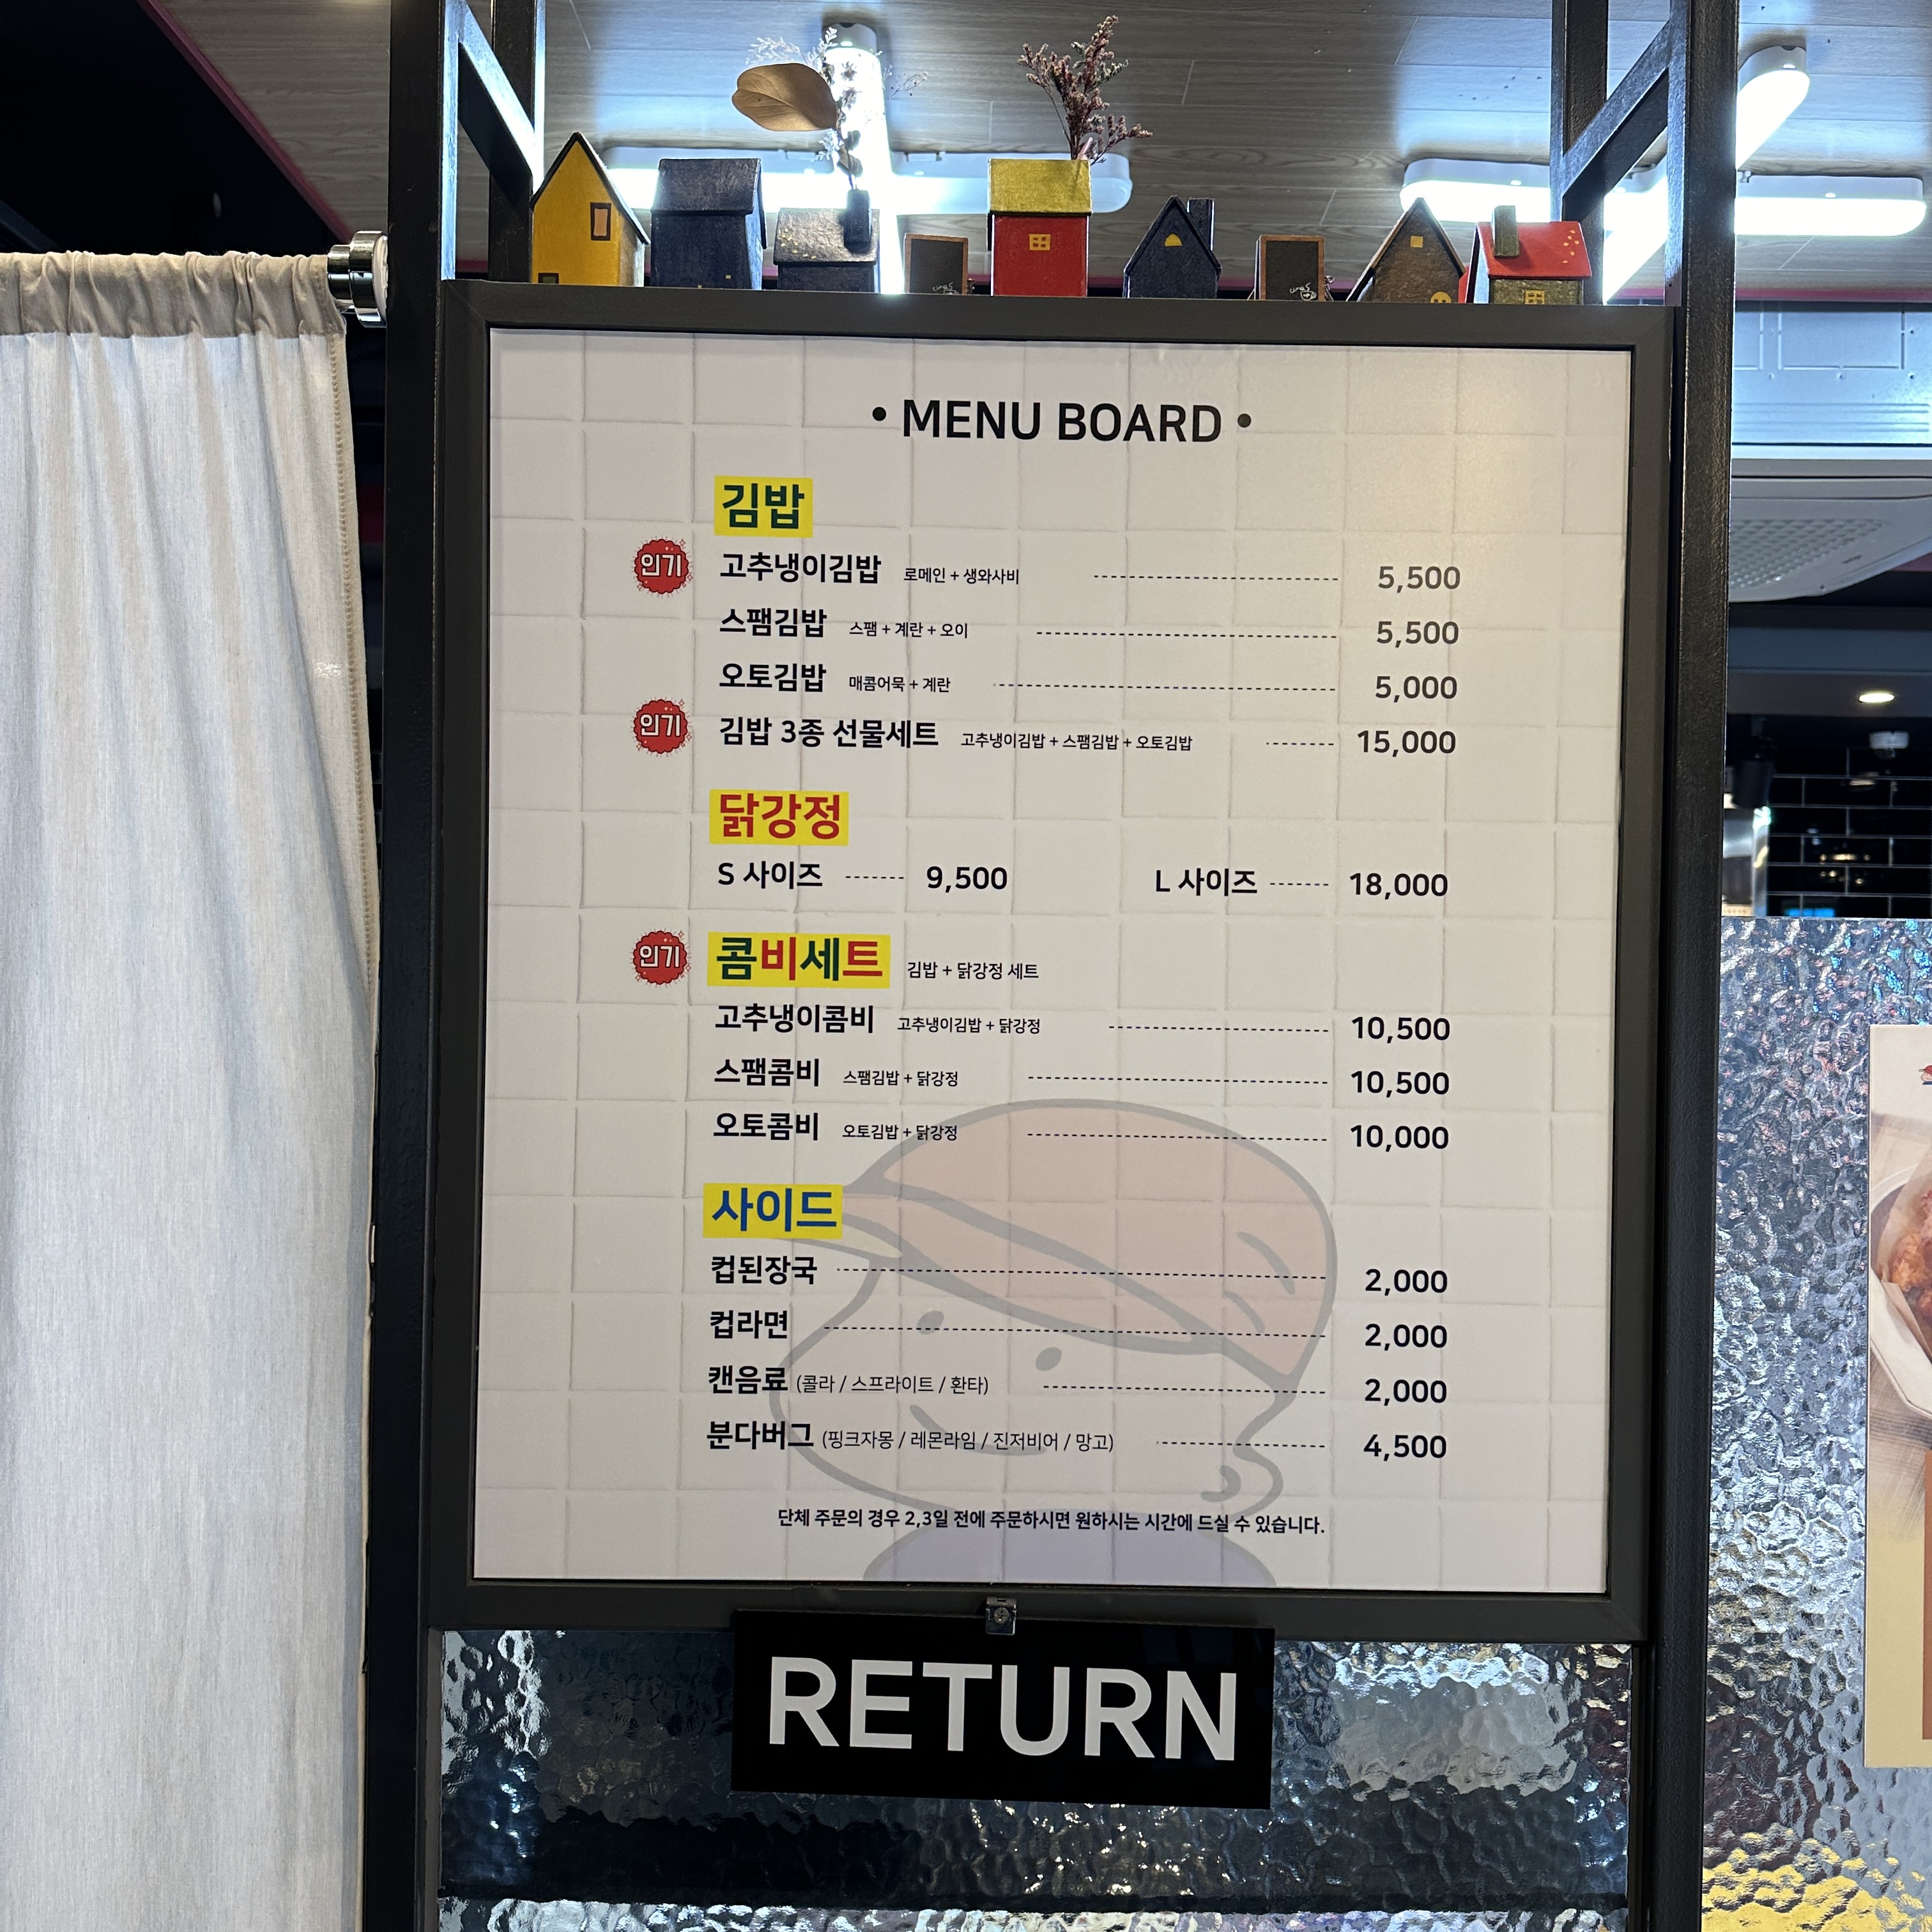 • MENU BOARD •
김밥
인기 고추냉이김밥 로메인 + 생와사비 5,500
스팸김밥 스팸 + 계란 + 오이 5,500
오토김밥 매콤어묵 + 계란 5,000
인기 김밥 3종 선물세트 고추냉이김밥 + 스팸김밥 + 오토김밥 15,000
닭강정
S 사이즈 9,500 L 사이즈 18,000
인기 콤비세트 김밥 + 닭강정 세트
고추냉이콤비 고추냉이김밥 + 닭강정 10,500
스팸콤비 스팸김밥 + 닭강정 10,500
오토콤비 오토김밥 + 닭강정 10,000
사이드
컵된장국 2,000
컵라면 2,000
캔음료 (콜라 / 스프라이트 / 환타) 2,000
분다버그 (핑크자몽 / 레몬라임 / 진저비어 / 망고) 4,500
단체 주문의 경우 2,3일 전에 주문하시면 원하시는 시간에 드실 수 있습니다.
RETURN